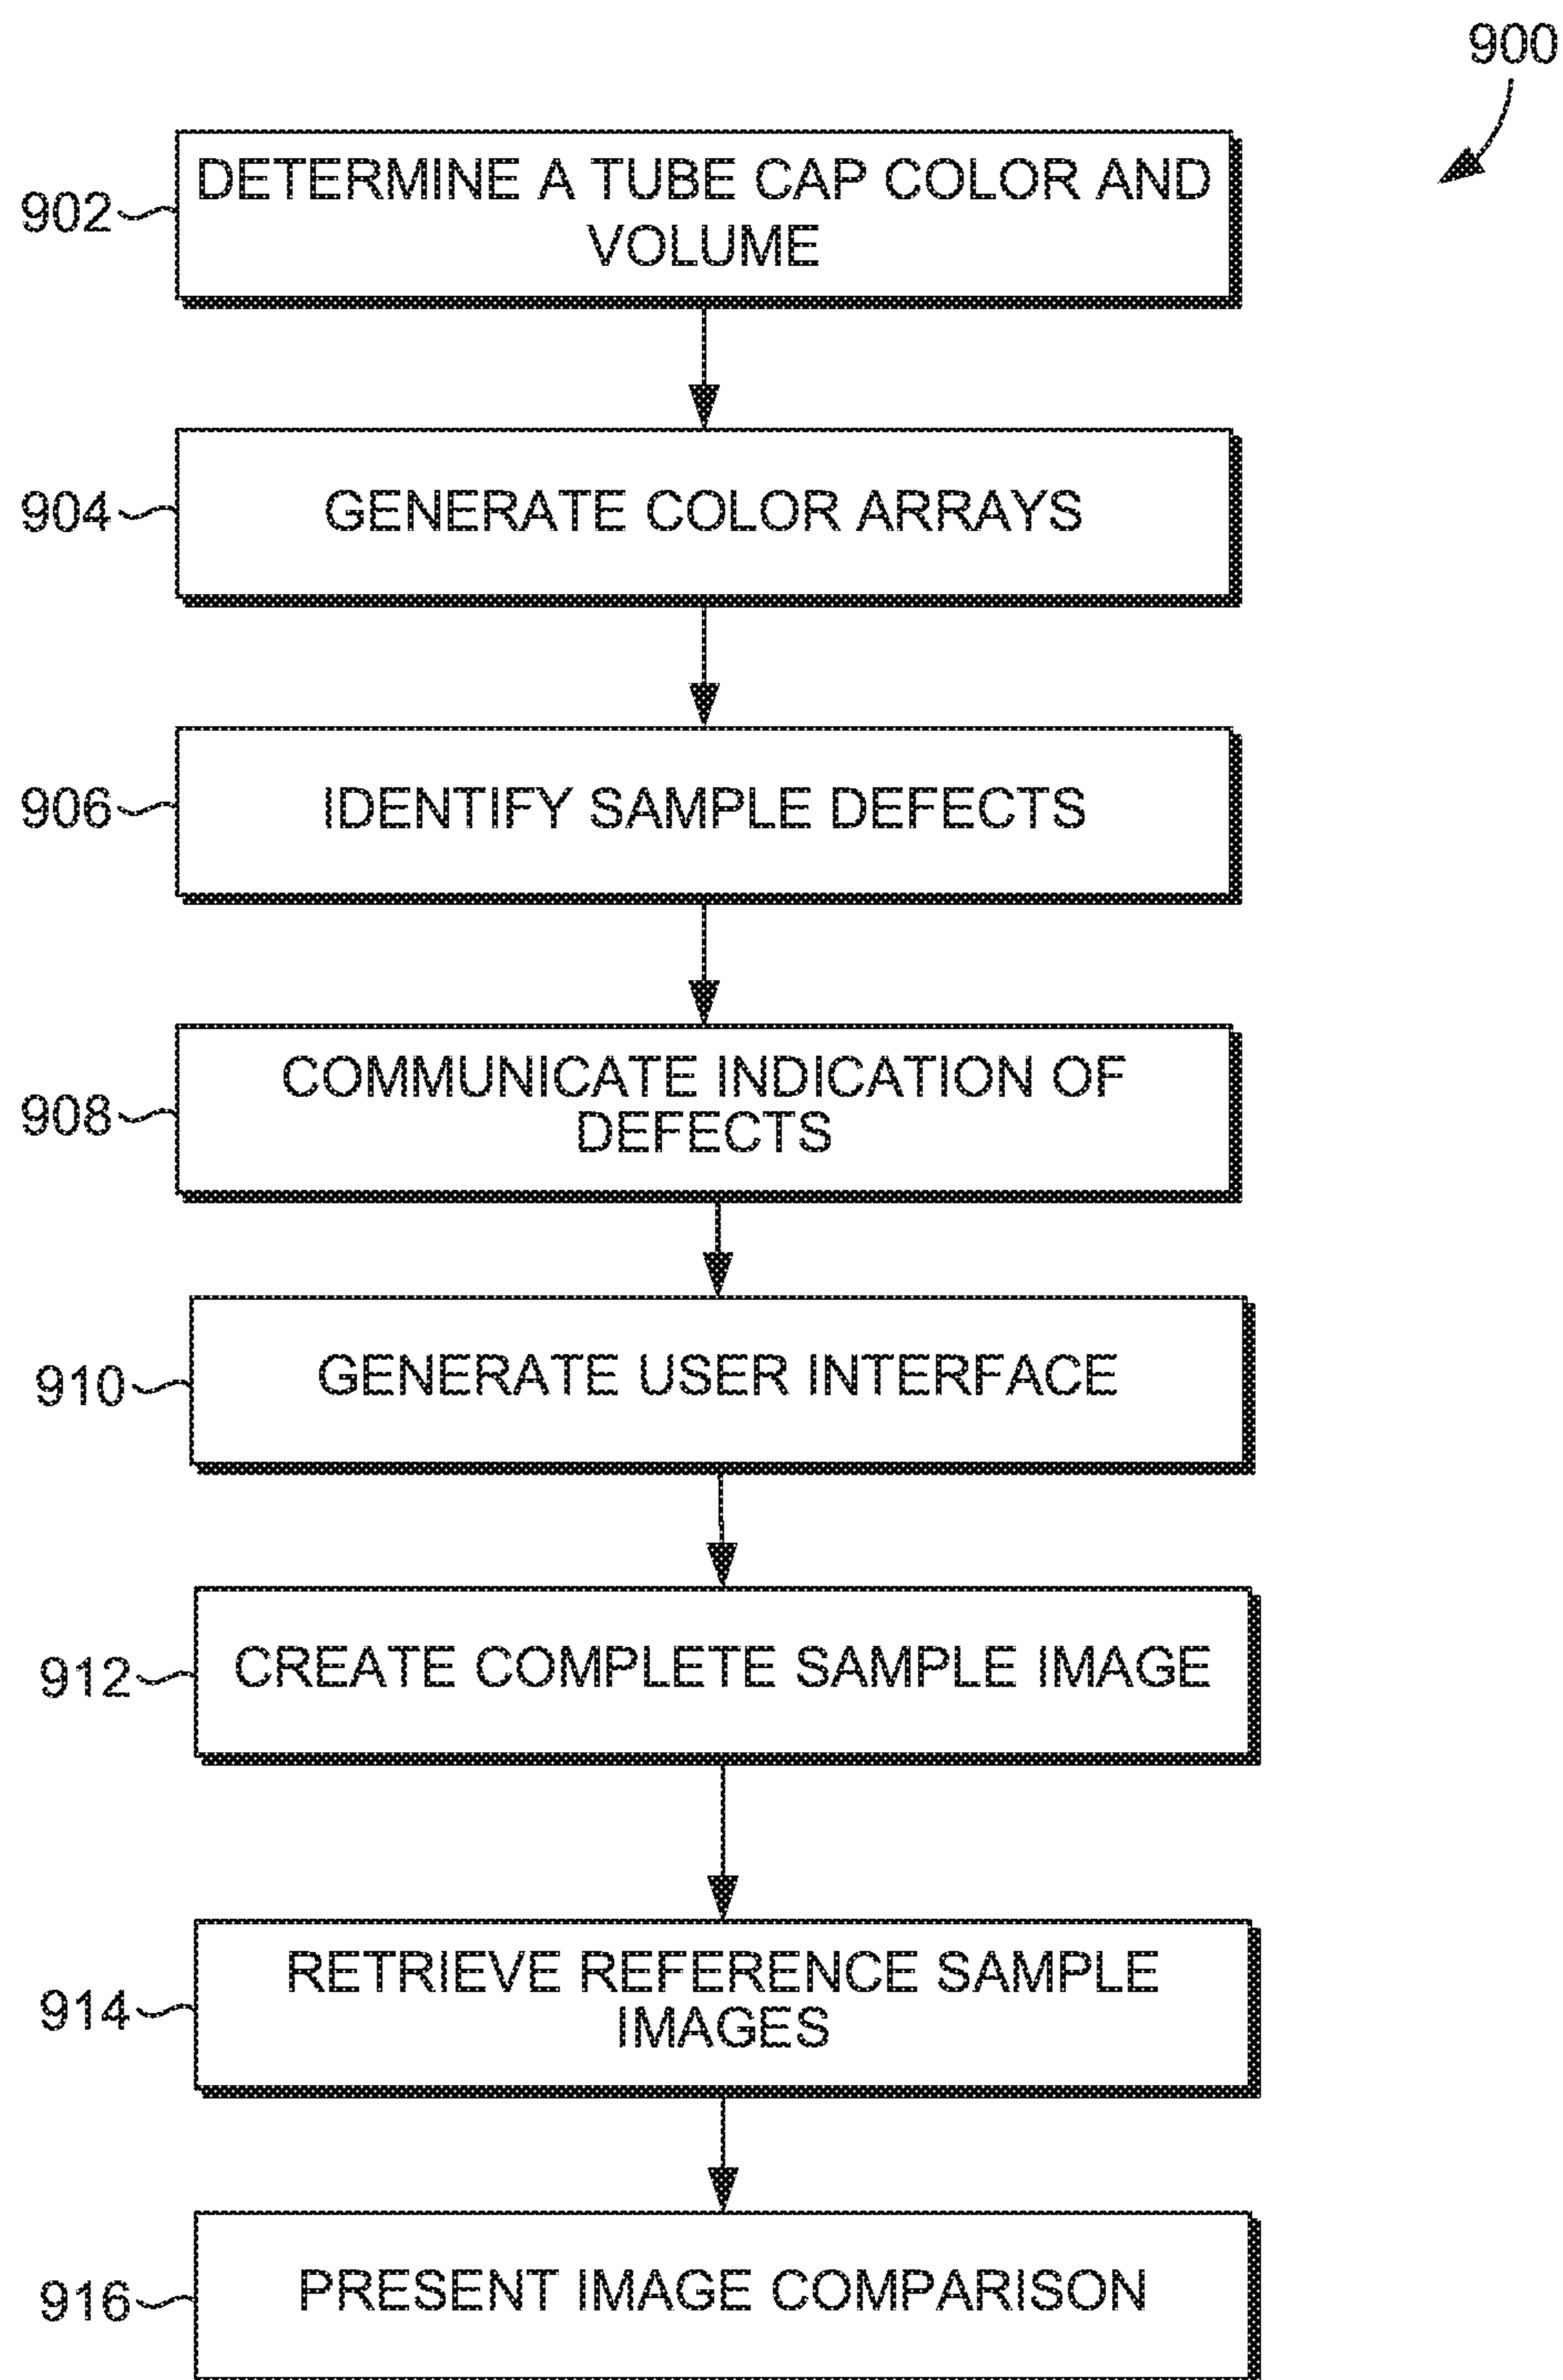 900
902
DETERMINE A TUBE CAP COLOR AND
VOLUME
904
GENERATE COLOR ARRAYS
906
IDENTIFY SAMPLE DEFECTS
908
COMMUNICATE INDICATION OF
DEFECTS
910
GENERATE USER INTERFACE
912
CREATE COMPLETE SAMPLE IMAGE
914
RETRIEVE REFERENCE SAMPLE
IMAGES
916
PRESENT IMAGE COMPARISON